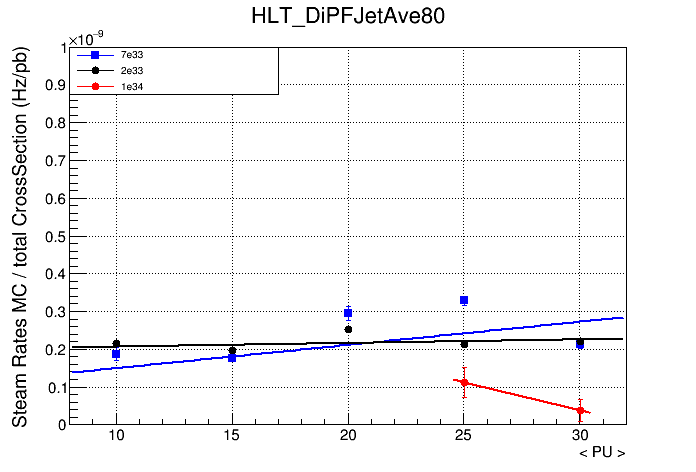 HLT_DiPFJetAve80
×10⁻⁹
7e33
2e33
1e34
Steam Rates MC / total CrossSection (Hz/pb)
1
0.9
0.8
0.7
0.6
0.5
0.4
0.3
0.2
0.1
0
10 15 20 25 30
< PU >